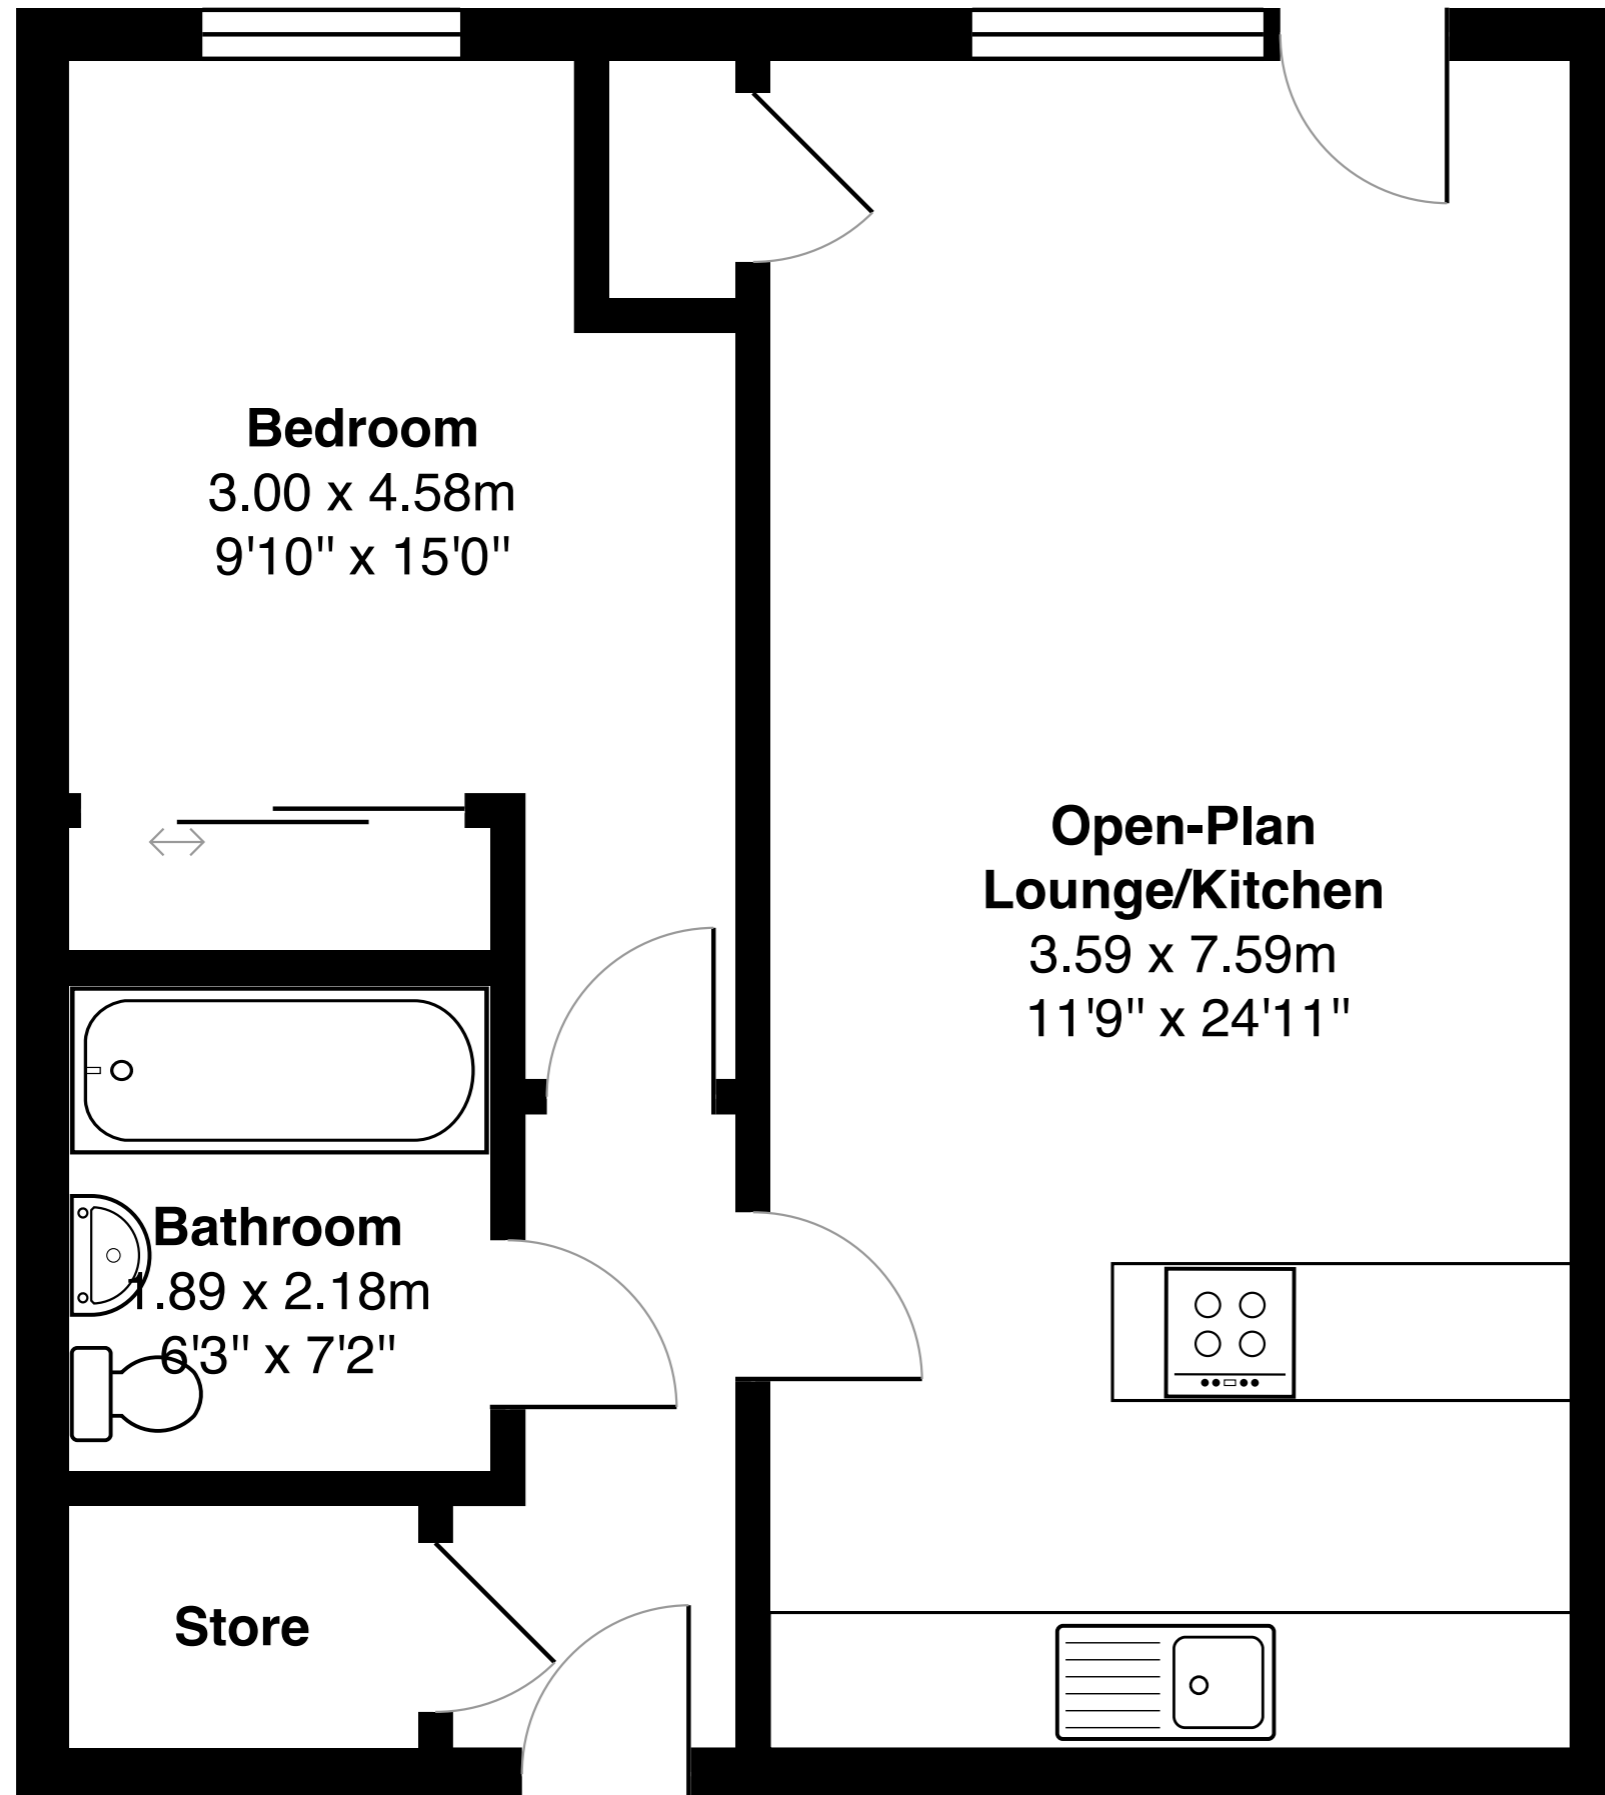 Bedroom
3.00 x 4.58m
9'10" x 15'0"
Open-Plan
Lounge/Kitchen
3.59 x 7.59m
11'9" x 24'11"
Bathroom
1.89 x 2.18m
6'3" x 7'2"
Store